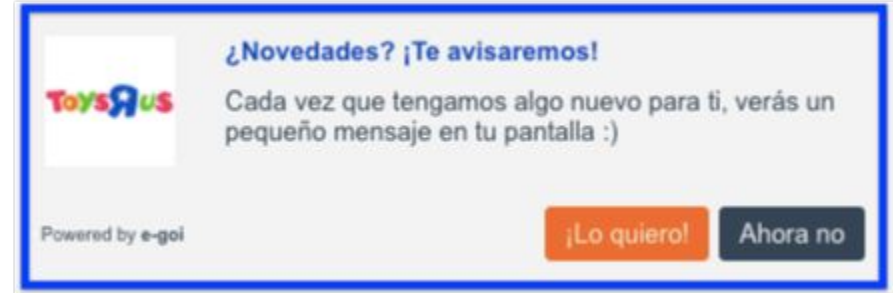 ¿Novedades? ¡Te avisaremos!
ToysЯus
Cada vez que tengamos algo nuevo para ti, verás un
pequeño mensaje en tu pantalla :)
Powered by e-goi
¡Lo quiero!
Ahora no